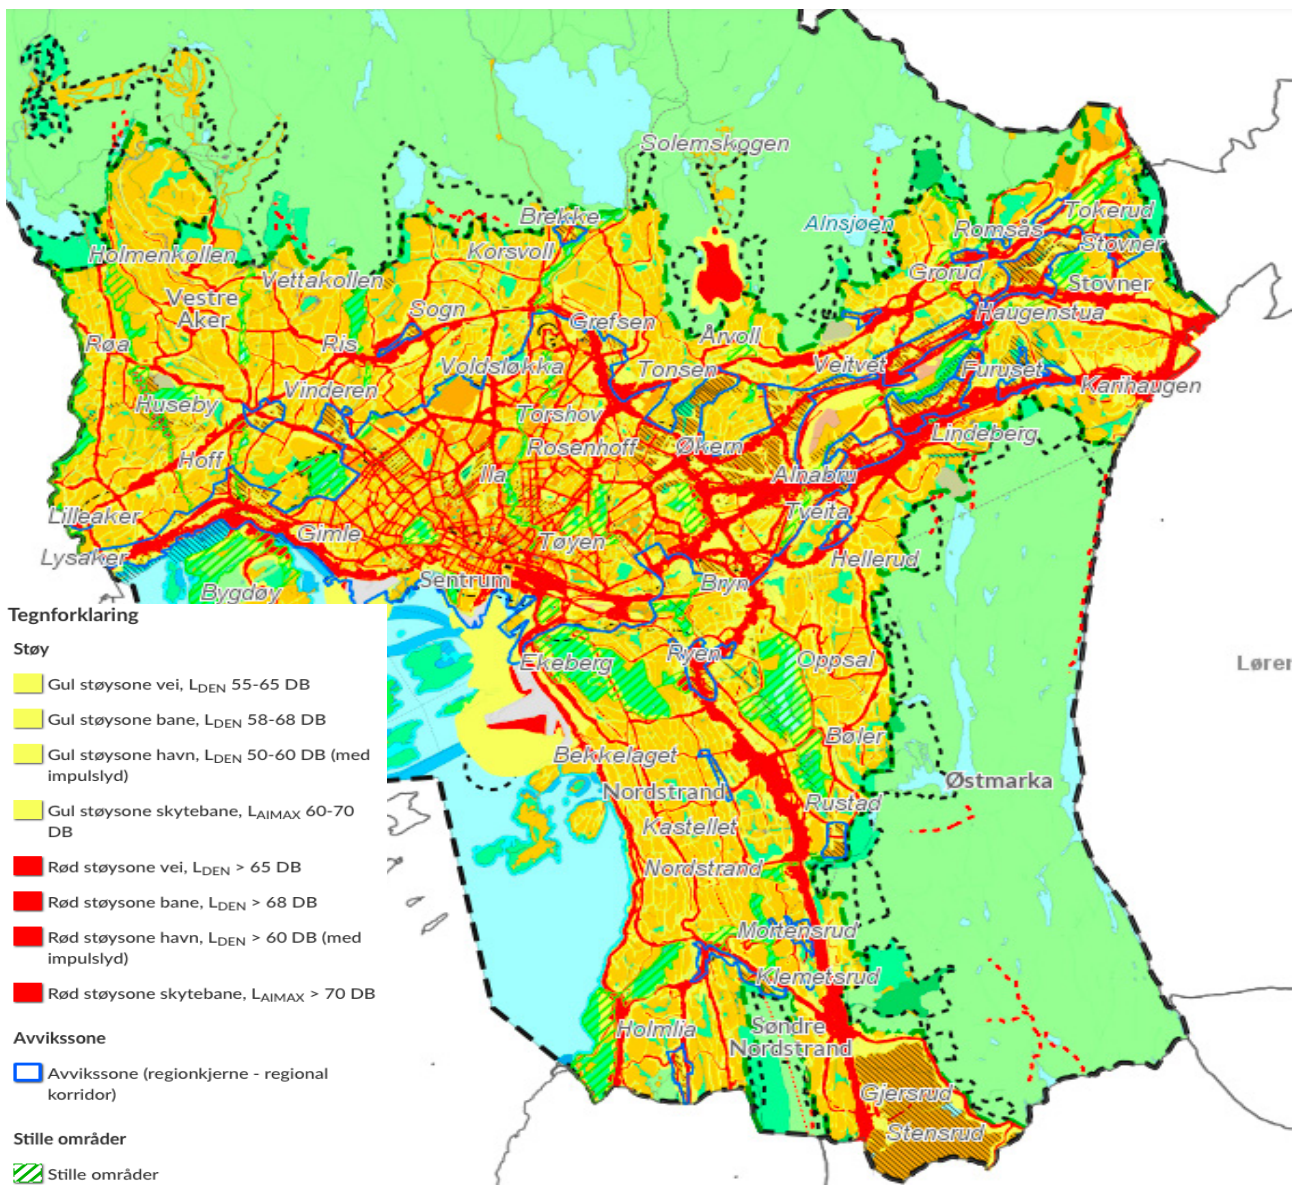 Solemskogen
Brekke
Alnsjøen
Tokerud
Romsås
Stovner
Holmenkollen
Korsvoll
Vettakollen
Grorud
Stovner
Vestre
Aker
Sogn
Grefsen
Haugenstua
Røa
Ris
Årvoll
Voldsløkka
Tonsen
Veitvet
Furuset
Karihaugen
Vinderen
Huseby
Torshov
Rosenhoff
Økern
Lindeberg
Hoff
Ila
Alnabru
Lilleaker
Gimle
Tveita
Tøyen
Lysaker
Hellerud
Sentrum
Bryn
Bygdøy
Ekeberg
Ryen
Oppsal
Løren
Bøler
Bekkelaget
Østmarka
Nordstrand
Rustad
Kastellet
Nordstrand
Mortensrud
Klemetsrud
Holmlia
Søndre
Nordstrand
Gjersrud
Stensrud
Tegnforklaring
Støy
Gul støysone vei, LDEN 55-65 DB
Gul støysone bane, LDEN 58-68 DB
Gul støysone havn, LDEN 50-60 DB (med
impulslyd)
Gul støysone skytebane, LAIMAX 60-70
DB
Rød støysone vei, LDEN > 65 DB
Rød støysone bane, LDEN > 68 DB
Rød støysone havn, LDEN > 60 DB (med
impulslyd)
Rød støysone skytebane, LAIMAX > 70 DB
Avvikssone
Avvikssone (regionkjerne - regional
korridor)
Stille områder
Stille områder